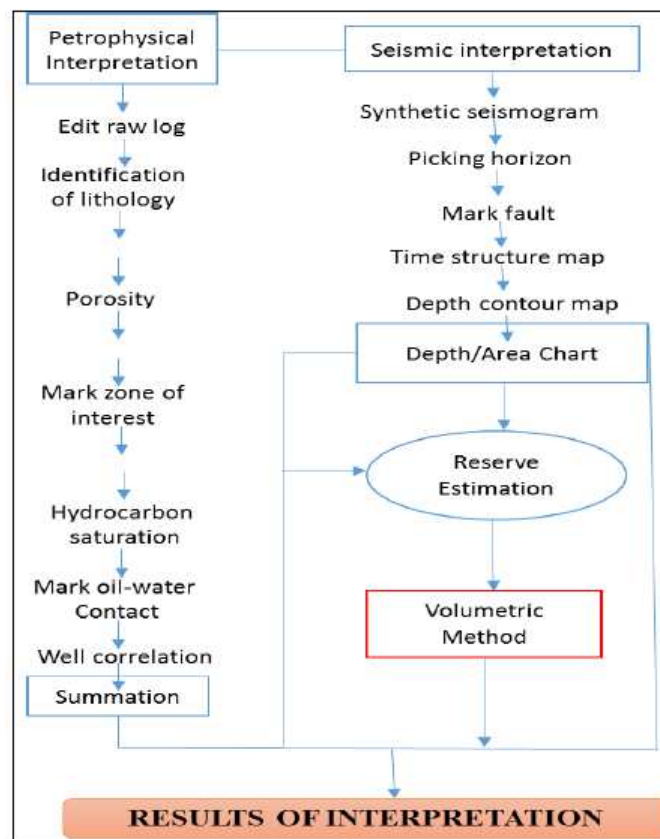 Petrophysical
Interpretation
Edit raw log
Identification
of lithology
Porosity
Mark zone of
interest
Hydrocarbon
saturation
Mark oil-water
Contact
Well correlation
Summation
Seismic interpretation
Synthetic seismogram
Picking horizon
Mark fault
Time structure map
Depth contour map
Depth/Area Chart
Reserve
Estimation
Volumetric
Method
RESULTS OF INTERPRETATION